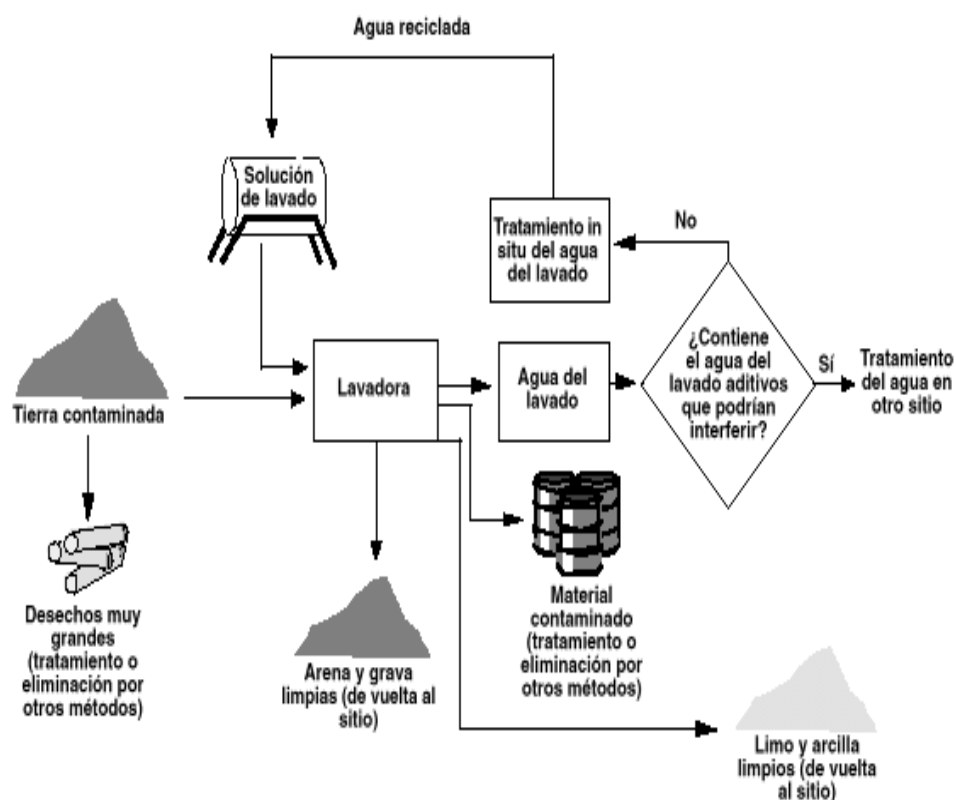 Agua reciclada
Solución
de lavado
Tratamiento in
situ del agua
del lavado
No
¿Contiene
el agua del
lavado aditivos
que podrían
interferir?
Sí
Tratamiento
del agua en
otro sitio
Tierra contaminada
Lavadora
Agua del
lavado
Desechos muy
grandes
(tratamiento o
eliminación por
otros métodos)
Arena y grava
limpias (de vuelta al
sitio)
Material
contaminado
(tratamiento o
eliminación por
otros métodos)
Limo y arcilla
limpios (de vuelta
al sitio)